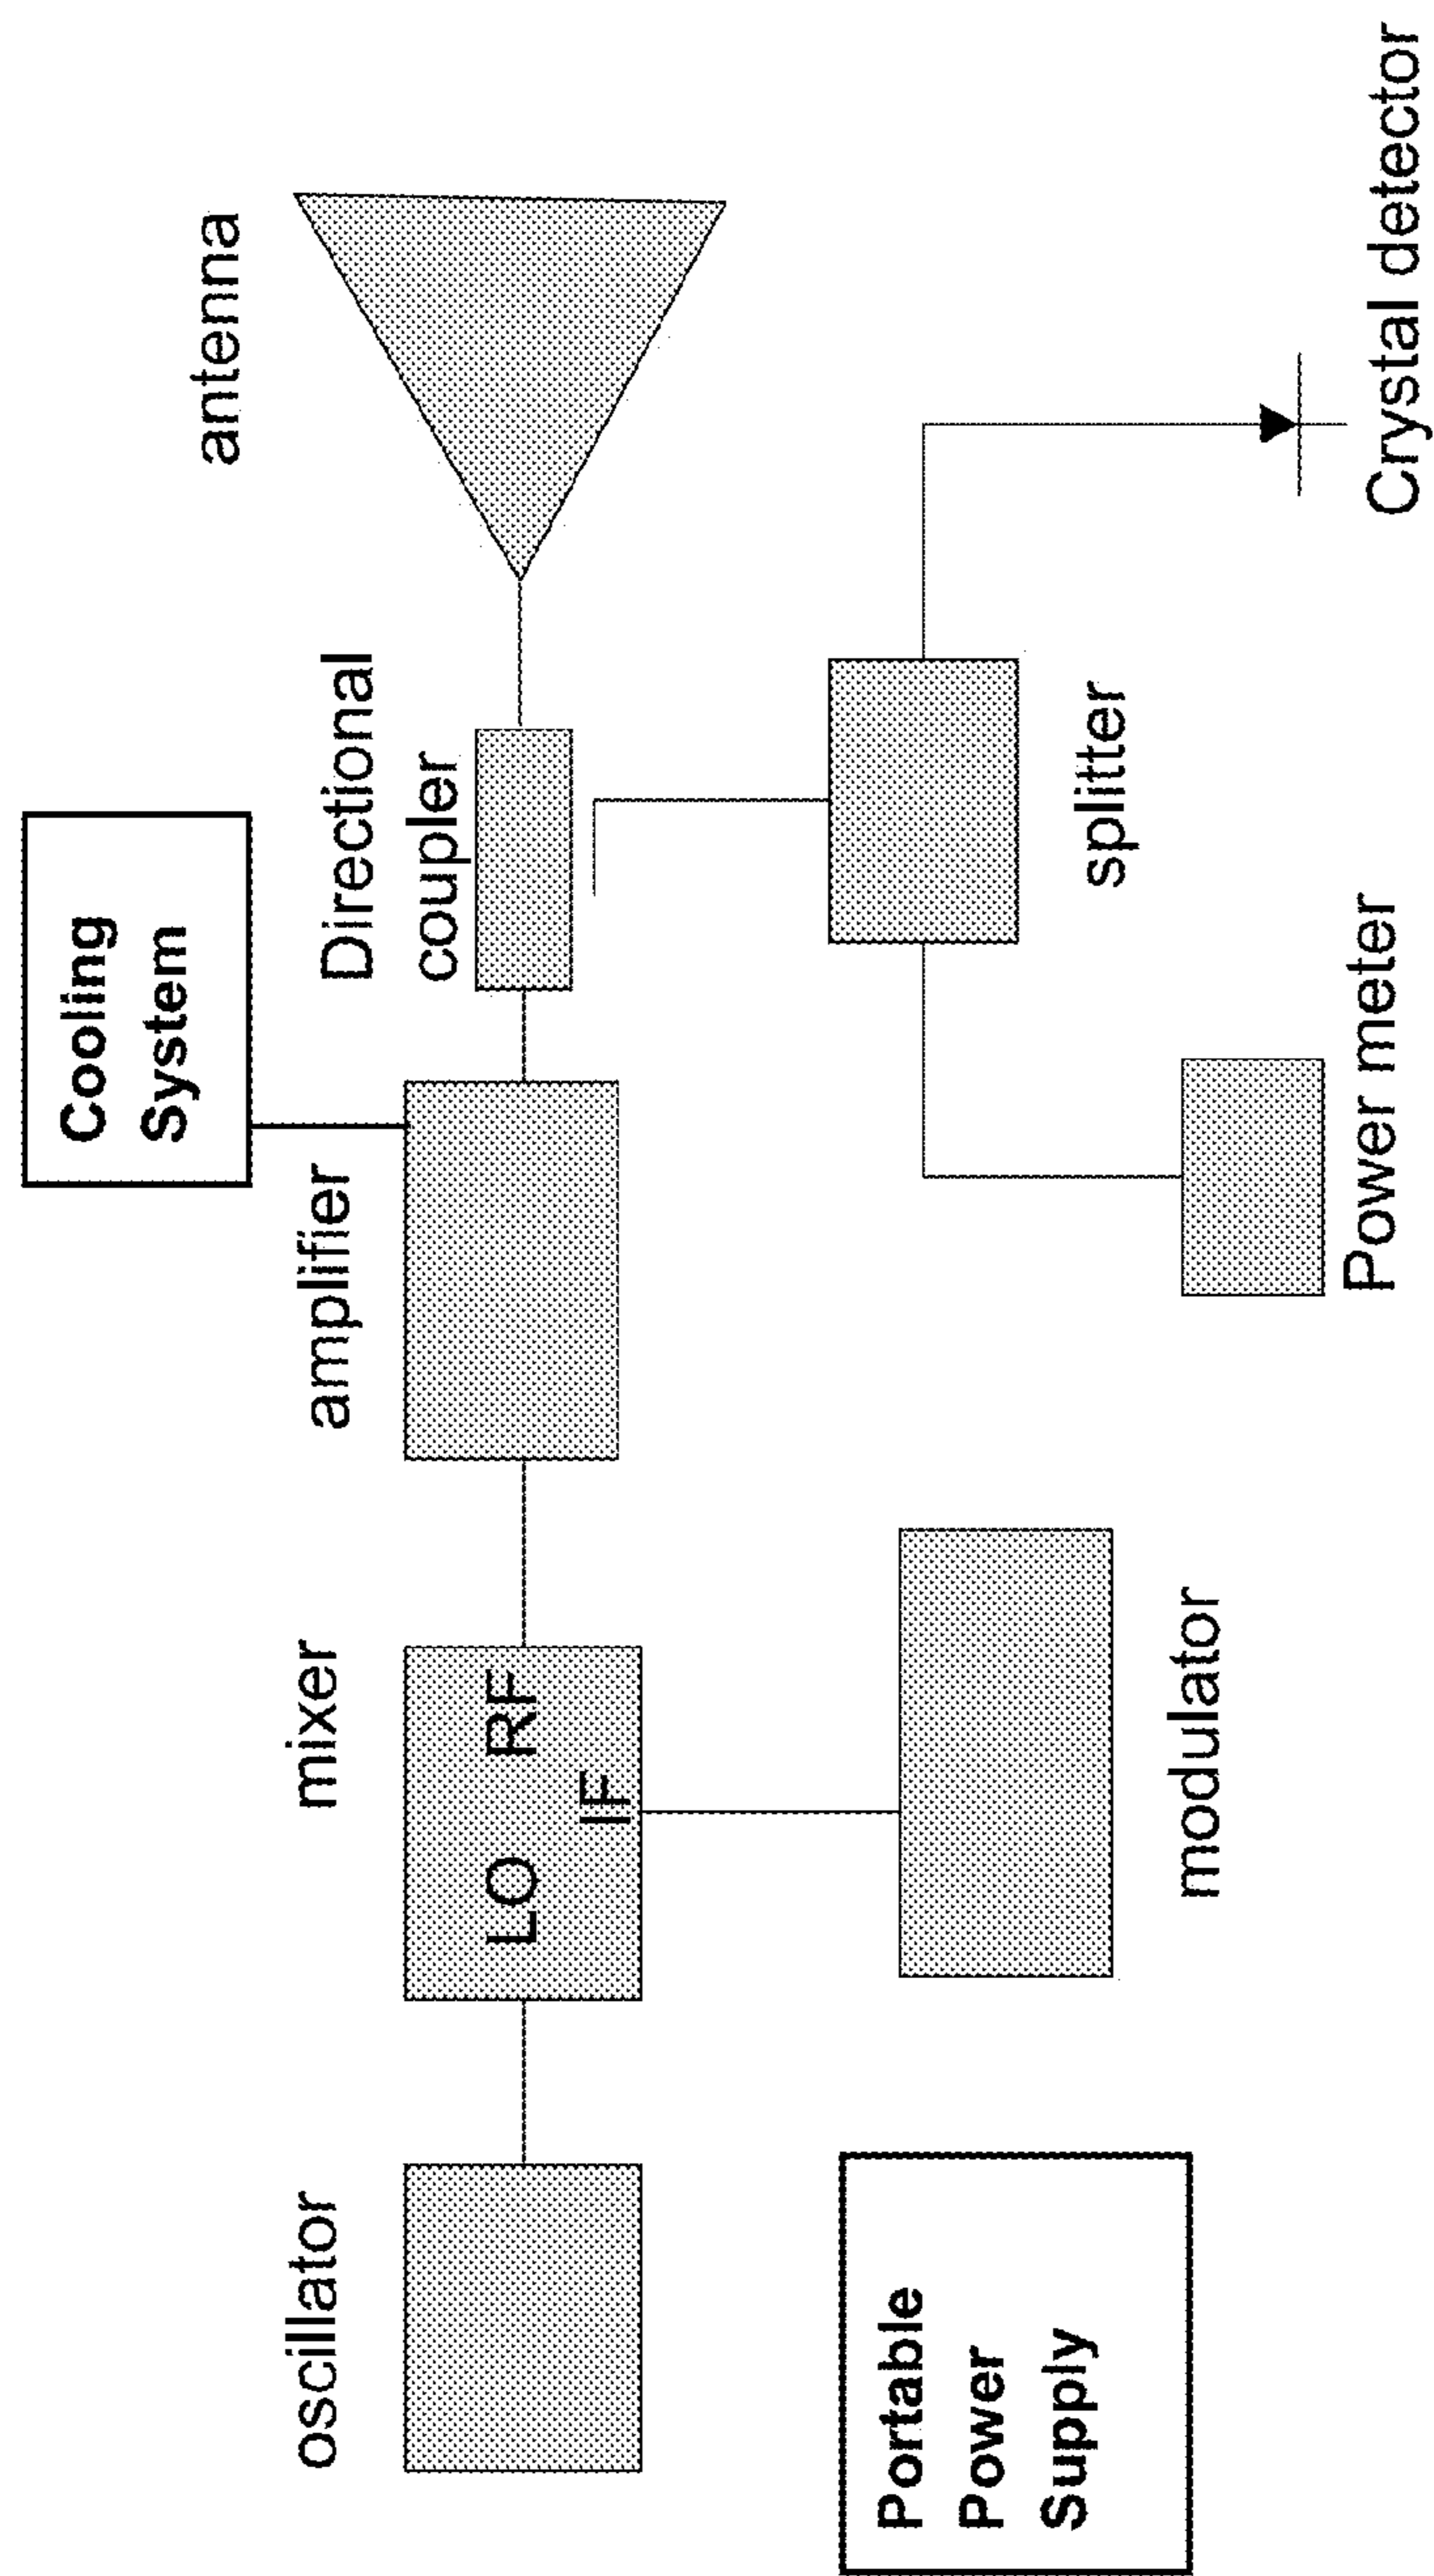 Cooling
System
antenna
Directional
coupler
amplifier
mixer
oscillator
LO RF
IF
splitter
Crystal detector
Power meter
modulator
Portable
Power
Supply